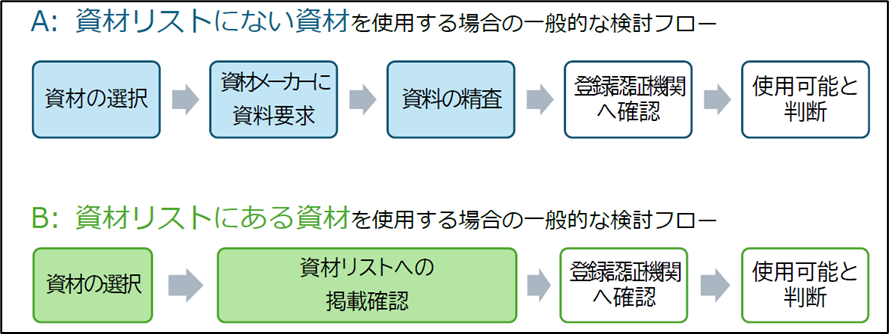 A: 資材リストにない資材を使用する場合の一般的な検討フロー
資材の選択
資材メーカーに
資料要求
資料の精査
登録認証機関
へ確認
使用可能と
判断
B: 資材リストにある資材を使用する場合の一般的な検討フロー
資材の選択
資材リストへの
掲載確認
登録認証機関
へ確認
使用可能と
判断